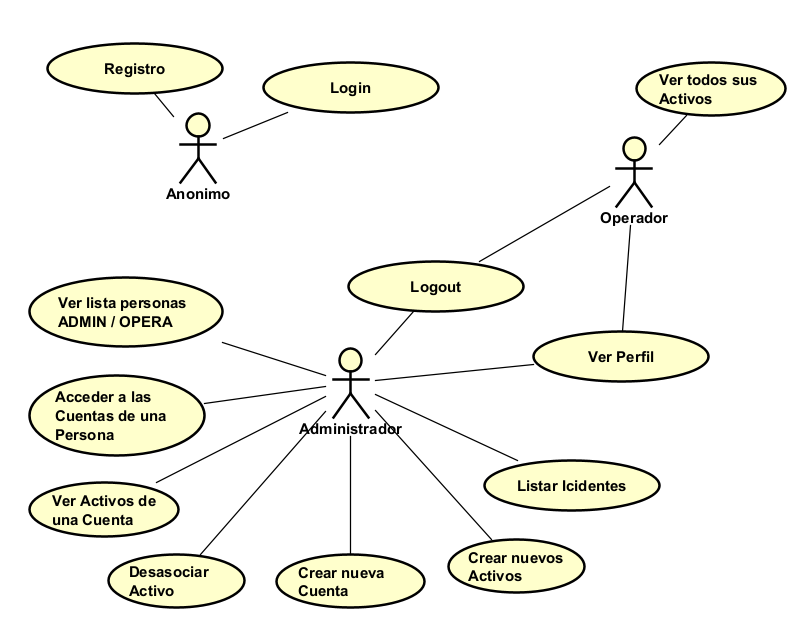 Registro
Login
Ver todos sus
Activos
Anonimo
Operador
Logout
Ver lista personas
ADMIN / OPERA
Ver Perfil
Acceder a las
Cuentas de una
Persona
Administrador
Listar Icidentes
Ver Activos de
una Cuenta
Desasociar
Activo
Crear nueva
Cuenta
Crear nuevos
Activos